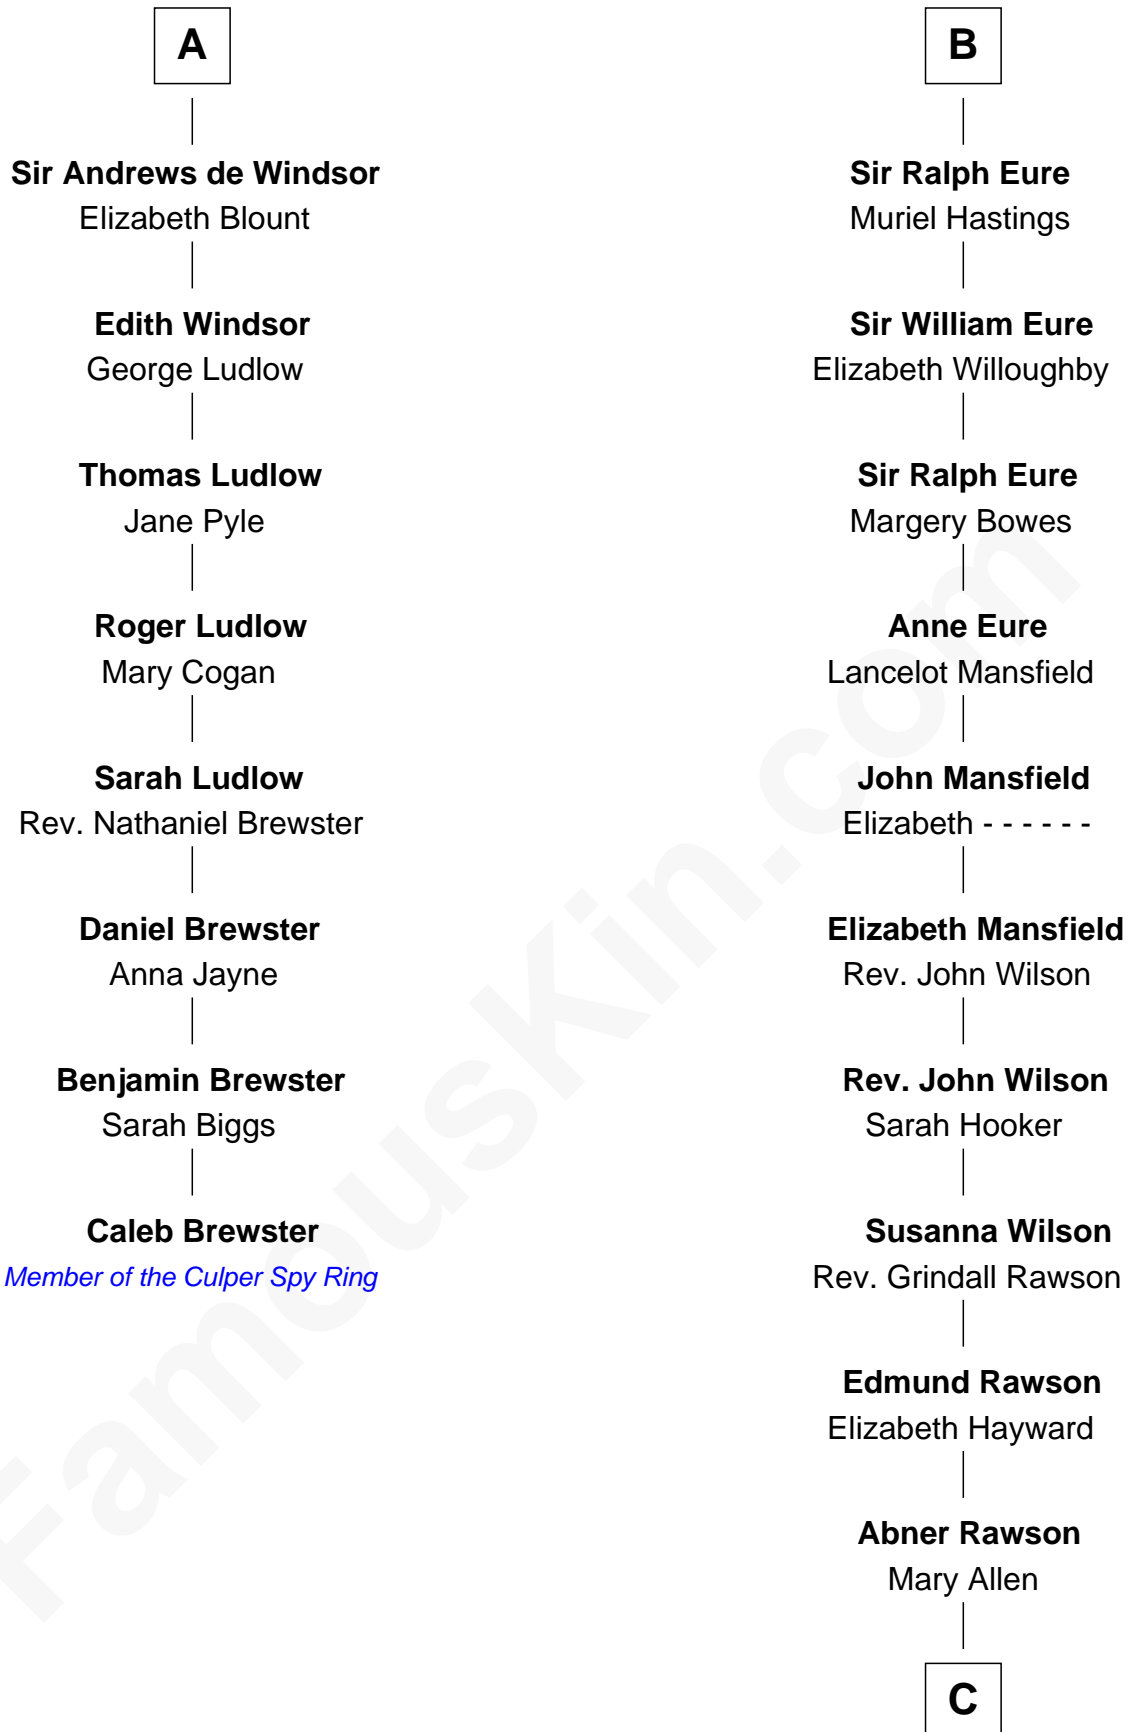 A
Sir Andrews de Windsor
Elizabeth Blount
Edith Windsor
George Ludlow
Thomas Ludlow
Jane Pyle
Roger Ludlow
Mary Cogan
Sarah Ludlow
Rev. Nathaniel Brewster
Daniel Brewster
Anna Jayne
Benjamin Brewster
Sarah Biggs
Caleb Brewster
Member of the Culper Spy Ring
B
Sir Ralph Eure
Muriel Hastings
Sir William Eure
Elizabeth Willoughby
Sir Ralph Eure
Margery Bowes
Anne Eure
Lancelot Mansfield
John Mansfield
Elizabeth - - - - - -
Elizabeth Mansfield
Rev. John Wilson
Rev. John Wilson
Sarah Hooker
Susanna Wilson
Rev. Grindall Rawson
Edmund Rawson
Elizabeth Hayward
Abner Rawson
Mary Allen
C
FamousKin.com